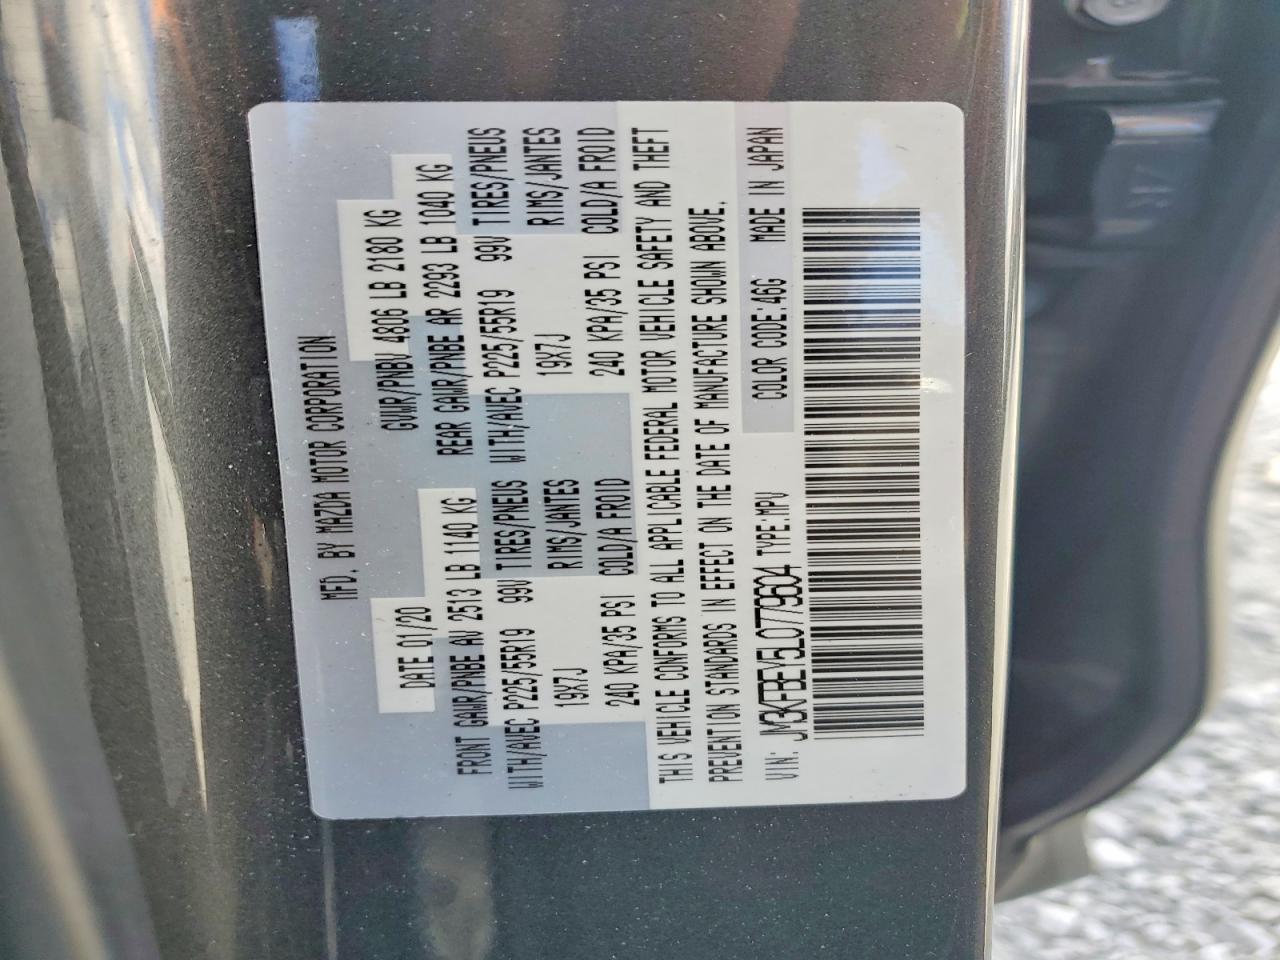 MFD. BY MAZDA MOTOR CORPORATION
DATE 01/20 GVWR/PNBV 4806 LB 2180 KG
FRONT GAWR/PNBE AV 2513 LB 1140 KG REAR GAWR/PNBE AR 2293 LB 1040 KG
WITH/AVEC P225/55R19 99V TIRES/PNEUS WITH/AVEC P225/55R19 99V TIRES/PNEUS
19X7J RIMS/JANTES 19X7J RIMS/JANTES
240 KPA/35 PSI COLD/A FROID 240 KPA/35 PSI COLD/A FROID
THIS VEHICLE CONFORMS TO ALL APPLICABLE FEDERAL MOTOR VEHICLE SAFETY AND THEFT
PREVENTION STANDARDS IN EFFECT ON THE DATE OF MANUFACTURE SHOWN ABOVE.
VIN: JM3KFBEY5L0779604 TYPE:MPV COLOR CODE:46G MADE IN JAPAN